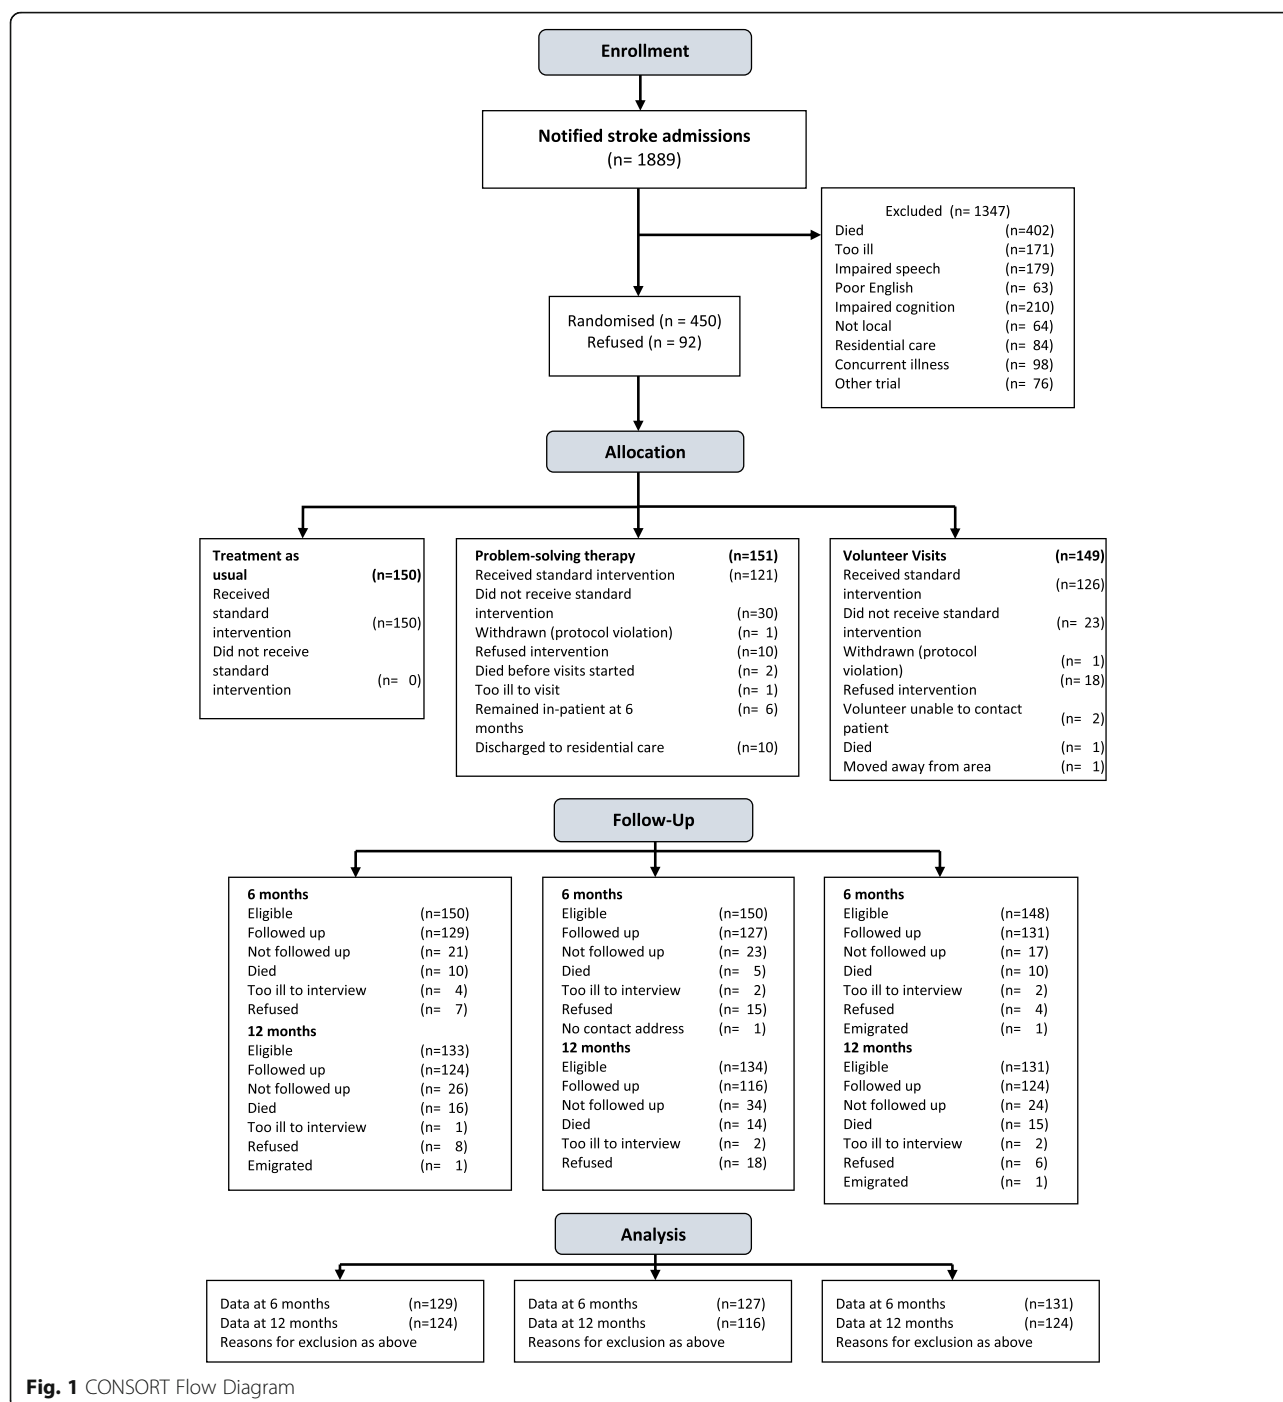 Enrollment
Notified stroke admissions
(n= 1889)
Excluded (n= 1347)
Died (n=402)
Too ill (n=171)
Impaired speech (n=179)
Poor English (n= 63)
Impaired cognition (n=210)
Not local (n= 64)
Residential care (n= 84)
Concurrent illness (n= 98)
Other trial (n= 76)
Randomised (n = 450)
Refused (n = 92)
Allocation
Treatment as
usual (n=150)
Received
standard
intervention (n=150)
Did not receive
standard
intervention (n= 0)
Problem-solving therapy (n=151)
Received standard intervention (n=121)
Did not receive standard
intervention (n=30)
Withdrawn (protocol violation) (n= 1)
Refused intervention (n=10)
Died before visits started (n= 2)
Too ill to visit (n= 1)
Remained in-patient at 6 (n= 6)
months
Discharged to residential care (n=10)
Volunteer Visits (n=149)
Received standard
intervention (n=126)
Did not receive standard
intervention (n= 23)
Withdrawn (protocol
violation) (n= 1)
Refused intervention (n= 18)
Volunteer unable to contact
patient (n= 2)
Died (n= 1)
Moved away from area (n= 1)
Follow-Up
6 months
Eligible (n=150)
Followed up (n=129)
Not followed up (n= 21)
Died (n= 10)
Too ill to interview (n= 4)
Refused (n= 7)
12 months
Eligible (n=133)
Followed up (n=124)
Not followed up (n= 26)
Died (n= 16)
Too ill to interview (n= 1)
Refused (n= 8)
Emigrated (n= 1)
6 months
Eligible (n=150)
Followed up (n=127)
Not followed up (n= 23)
Died (n= 5)
Too ill to interview (n= 2)
Refused (n= 15)
No contact address (n= 1)
12 months
Eligible (n=134)
Followed up (n=116)
Not followed up (n= 34)
Died (n= 14)
Too ill to interview (n= 2)
Refused (n= 18)
6 months
Eligible (n=148)
Followed up (n=131)
Not followed up (n= 17)
Died (n= 10)
Too ill to interview (n= 2)
Refused (n= 4)
Emigrated (n= 1)
12 months
Eligible (n=131)
Followed up (n=124)
Not followed up (n= 24)
Died (n= 15)
Too ill to interview (n= 2)
Refused (n= 6)
Emigrated (n= 1)
Analysis
Data at 6 months (n=129)
Data at 12 months (n=124)
Reasons for exclusion as above
Data at 6 months (n=127)
Data at 12 months (n=116)
Reasons for exclusion as above
Data at 6 months (n=131)
Data at 12 months (n=124)
Reasons for exclusion as above
Fig. 1 CONSORT Flow Diagram